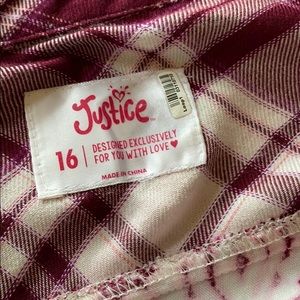 Justice
16
DESIGNED EXCLUSIVELY
FOR YOU WITH LOVE
MADE IN CHINA